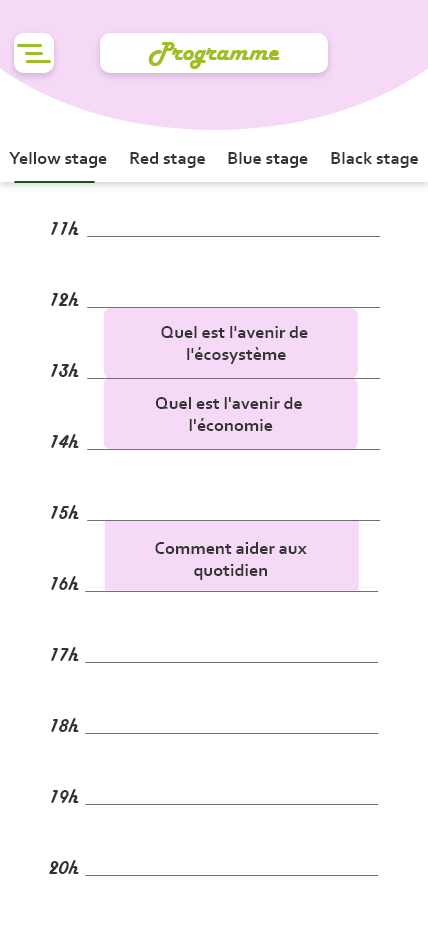 Programme
Yellow stage Red stage Blue stage Black stage
11h
12h
Quel est l'avenir de
l'écosystème
13h
Quel est l'avenir de
l'économie
14h
15h
Comment aider aux
quotidien
16h
17h
18h
19h
20h